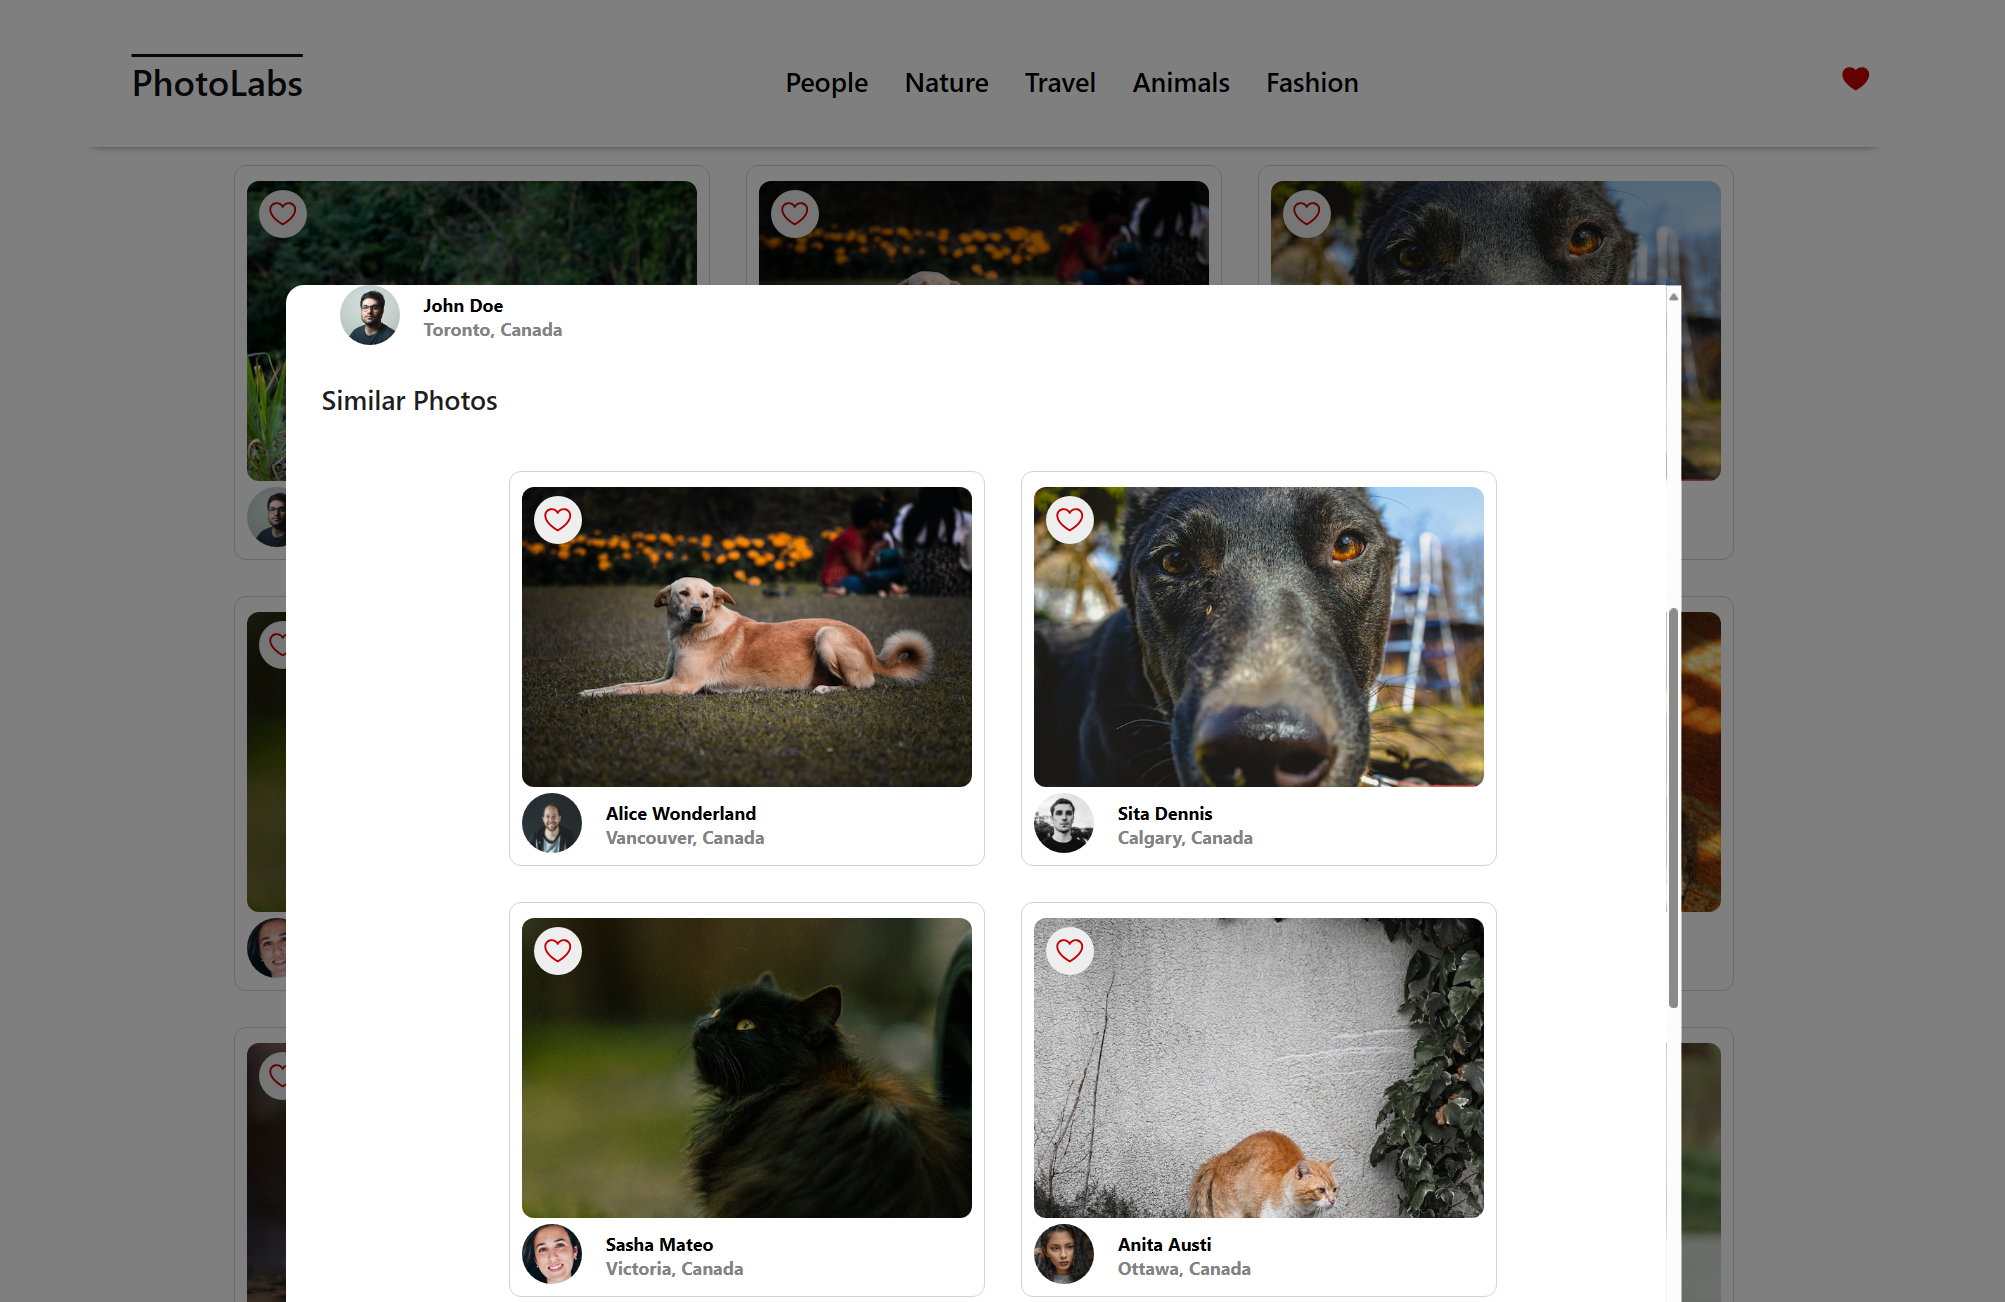 PhotoLabs
People Nature Travel Animals Fashion
John Doe
Toronto, Canada
Similar Photos
Alice Wonderland
Vancouver, Canada
Sita Dennis
Calgary, Canada
Sasha Mateo
Victoria, Canada
Anita Austi
Ottawa, Canada